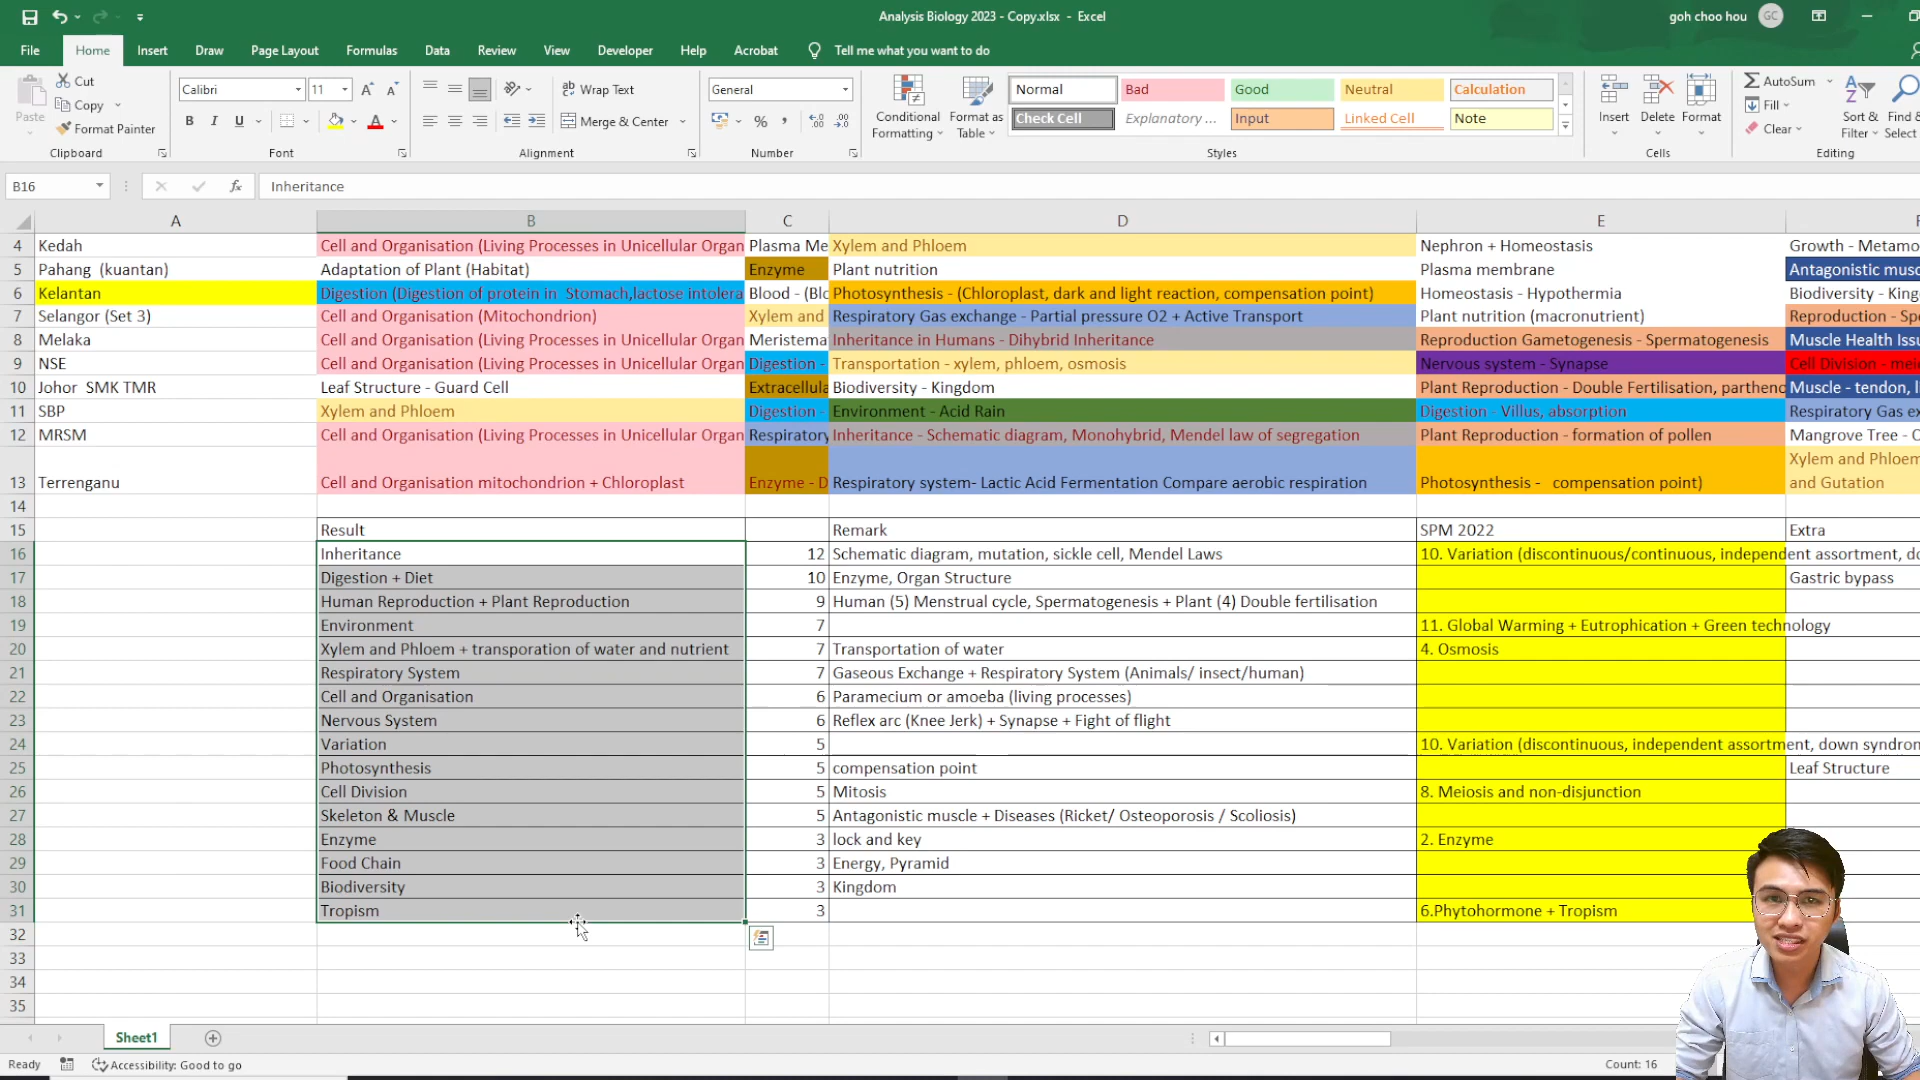 Analysis Biology 2023 - Copy.xlsx - Excel
goh choo hou GC
File Home Insert Draw Page Layout Formulas Data Review View Developer Help Acrobat Tell me what you want to do
Paste Cut Copy Format Painter
Calibri 11
B I U
Wrap Text
Merge & Center
General
Conditional Formatting
Format as Table
Normal Bad Good Neutral Calculation
Check Cell Explanatory ... Input Linked Cell Note
Insert Delete Format
AutoSum Fill Clear
Sort & Filter Find Select
Clipboard Font Alignment Number Styles Cells Editing
B16 fx Inheritance
A B C D E
4 Kedah Cell and Organisation (Living Processes in Unicellular Organ Plasma Me Xylem and Phloem Nephron + Homeostasis Growth - Metamo
5 Pahang (kuantan) Adaptation of Plant (Habitat) Enzyme Plant nutrition Plasma membrane Antagonistic musc
6 Kelantan Digestion (Digestion of protein in Stomach,lactose intolera Blood - (Blo Photosynthesis - (Chloroplast, dark and light reaction, compensation point) Homeostasis - Hypothermia Biodiversity - King
7 Selangor (Set 3) Cell and Organisation (Mitochondrion) Xylem and Respiratory Gas exchange - Partial pressure O2 + Active Transport Plant nutrition (macronutrient) Reproduction - Spe
8 Melaka Cell and Organisation (Living Processes in Unicellular Organ Meristema Inheritance in Humans - Dihybrid Inheritance Reproduction Gametogenesis - Spermatogenesis Muscle Health Issu
9 NSE Cell and Organisation (Living Processes in Unicellular Organ Digestion - Transportation - xylem, phloem, osmosis Nervous system - Synapse Cell Division - meio
10 Johor SMK TMR Leaf Structure - Guard Cell Extracellula Biodiversity - Kingdom Plant Reproduction - Double Fertilisation, parthenc Muscle - tendon, l
11 SBP Xylem and Phloem Digestion - Environment - Acid Rain Digestion - Villus, absorption Respiratory Gas ex
12 MRSM Cell and Organisation (Living Processes in Unicellular Organ Respiratory Inheritance - Schematic diagram, Monohybrid, Mendel law of segregation Plant Reproduction - formation of pollen Mangrove Tree - C
Xylem and Phloem
13 Terrenganu Cell and Organisation mitochondrion + Chloroplast Enzyme - D Respiratory system- Lactic Acid Fermentation Compare aerobic respiration Photosynthesis - compensation point) and Gutation
14
15 Result Remark SPM 2022 Extra
16 Inheritance 12 Schematic diagram, mutation, sickle cell, Mendel Laws 10. Variation (discontinuous/continuous, independent assortment, do
17 Digestion + Diet 10 Enzyme, Organ Structure Gastric bypass
18 Human Reproduction + Plant Reproduction 9 Human (5) Menstrual cycle, Spermatogenesis + Plant (4) Double fertilisation
19 Environment 7 11. Global Warming + Eutrophication + Green technology
20 Xylem and Phloem + transporation of water and nutrient 7 Transportation of water 4. Osmosis
21 Respiratory System 7 Gaseous Exchange + Respiratory System (Animals/ insect/human)
22 Cell and Organisation 6 Paramecium or amoeba (living processes)
23 Nervous System 6 Reflex arc (Knee Jerk) + Synapse + Fight of flight
24 Variation 5 10. Variation (discontinuous, independent assortment, down syndron
25 Photosynthesis 5 compensation point Leaf Structure
26 Cell Division 5 Mitosis 8. Meiosis and non-disjunction
27 Skeleton & Muscle 5 Antagonistic muscle + Diseases (Ricket/ Osteoporosis / Scoliosis)
28 Enzyme 3 lock and key 2. Enzyme
29 Food Chain 3 Energy, Pyramid
30 Biodiversity 3 Kingdom
31 Tropism 3 6.Phytohormone + Tropism
32
33
34
35
Sheet1
Ready Accessibility: Good to go Count: 16